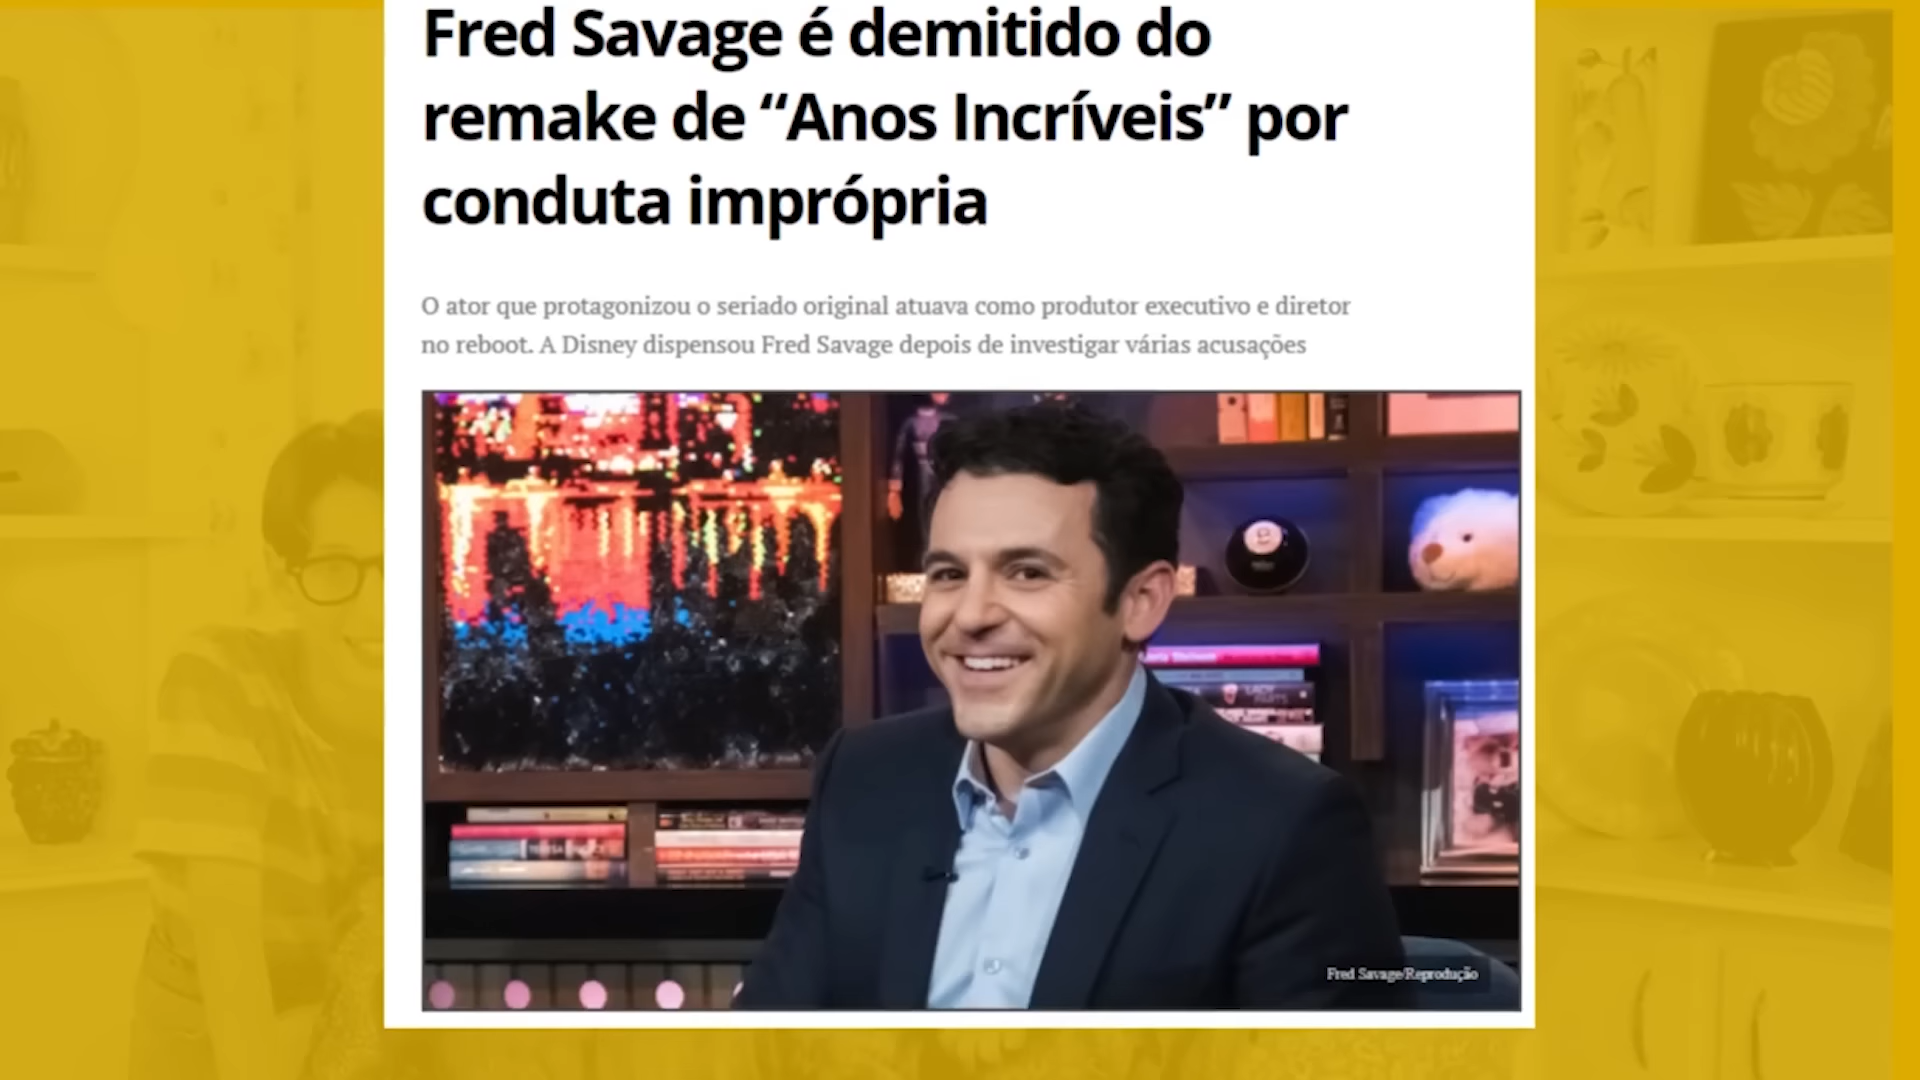 Fred Savage é demitido do
remake de “Anos Incríveis” por
conduta imprópria
O ator que protagonizou o seriado original atuava como produtor executivo e diretor
no reboot. A Disney dispensou Fred Savage depois de investigar várias acusações
Fred Savage/Reprodução